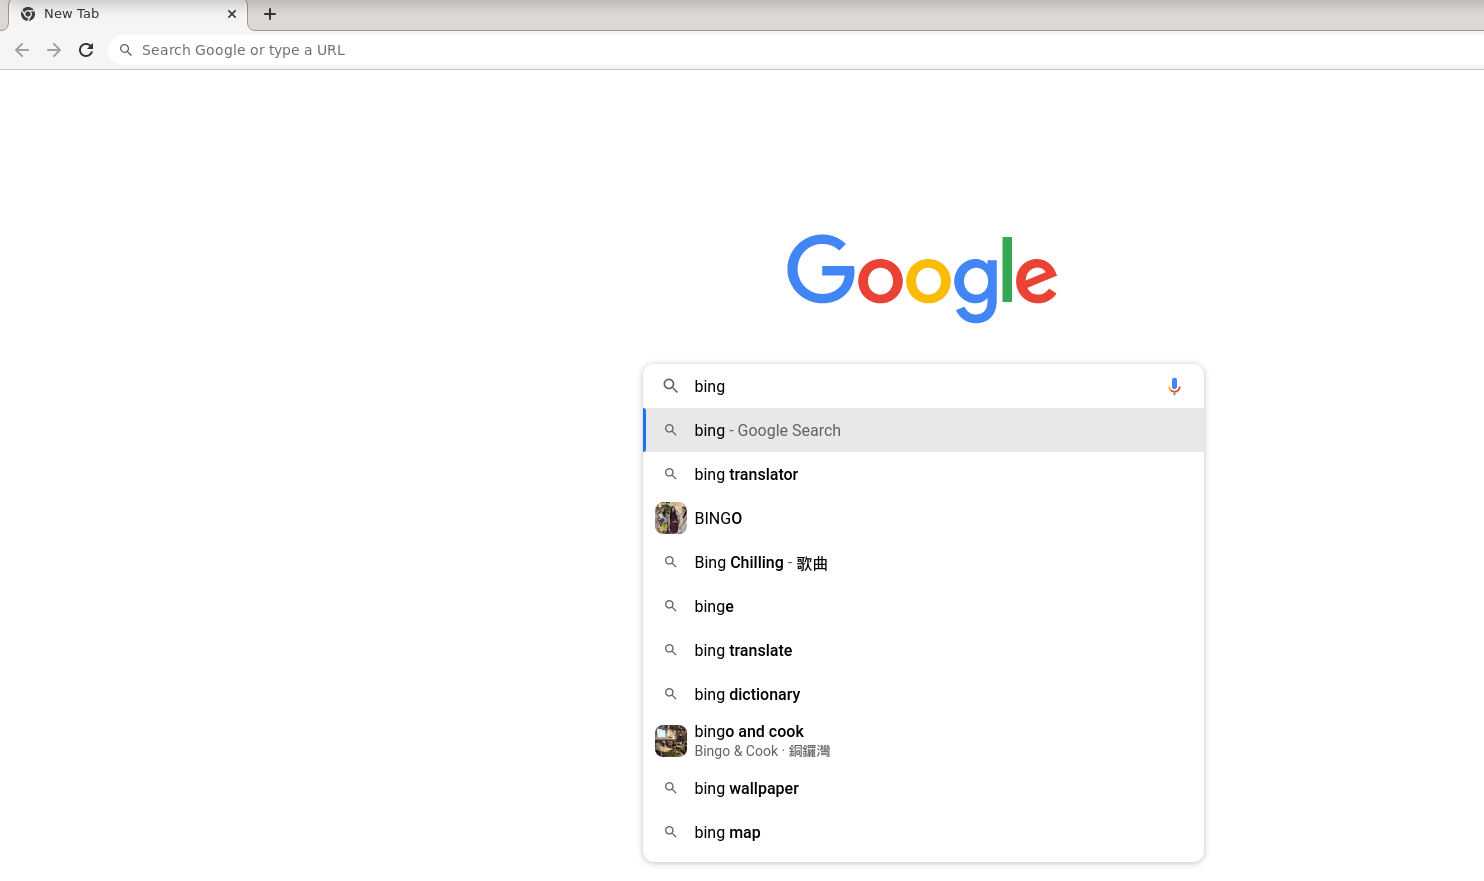 New Tab
Search Google or type a URL
Google
bing
bing - Google Search
bing translator
BINGO
Bing Chilling - 歌曲
binge
bing translate
bing dictionary
bingo and cook
Bingo & Cook · 銅鑼灣
bing wallpaper
bing map